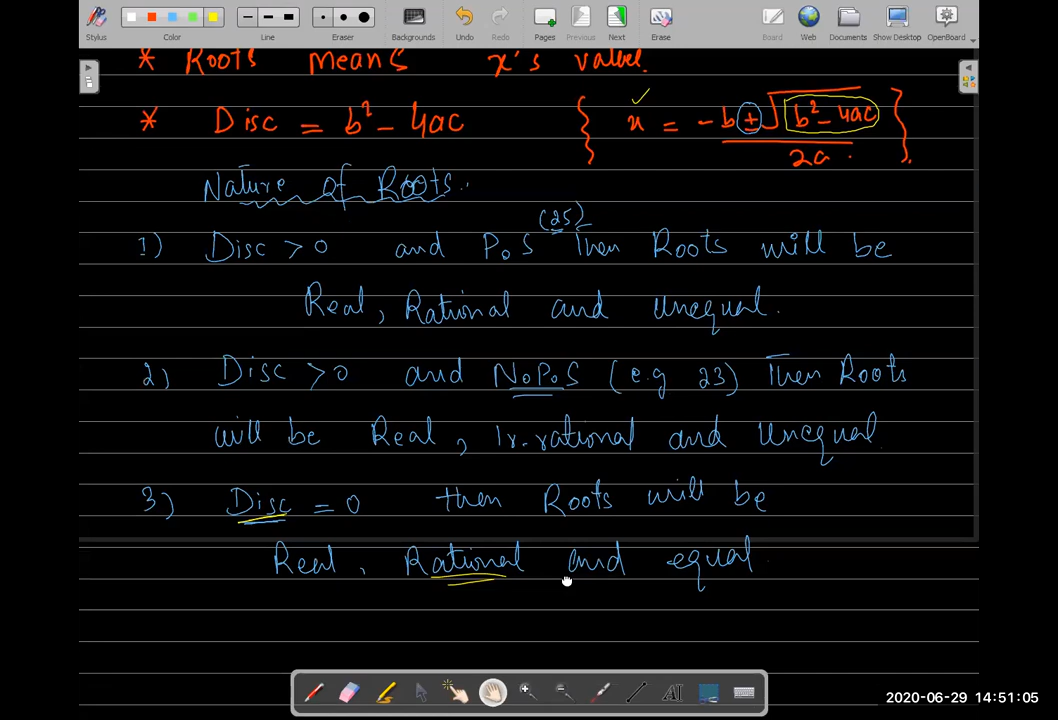 Stylus Color Line Eraser Backgrounds Undo Redo Pages Previous Next Erase Board Web Documents Show Desktop OpenBoard
* Roots means x's value.
* Disc = b² - 4ac { x = -b ± √b² - 4ac / 2a . }
Nature of Roots.
(25)
1) Disc > 0 and P.S Then Roots will be
Real, Rational and Unequal.
2) Disc > 0 and NoPoS (e.g 23) Then Roots
will be Real, Ir.rational and Unequal
3) Disc = 0 then Roots will be
Real, Rational and equal
2020-06-29 14:51:05